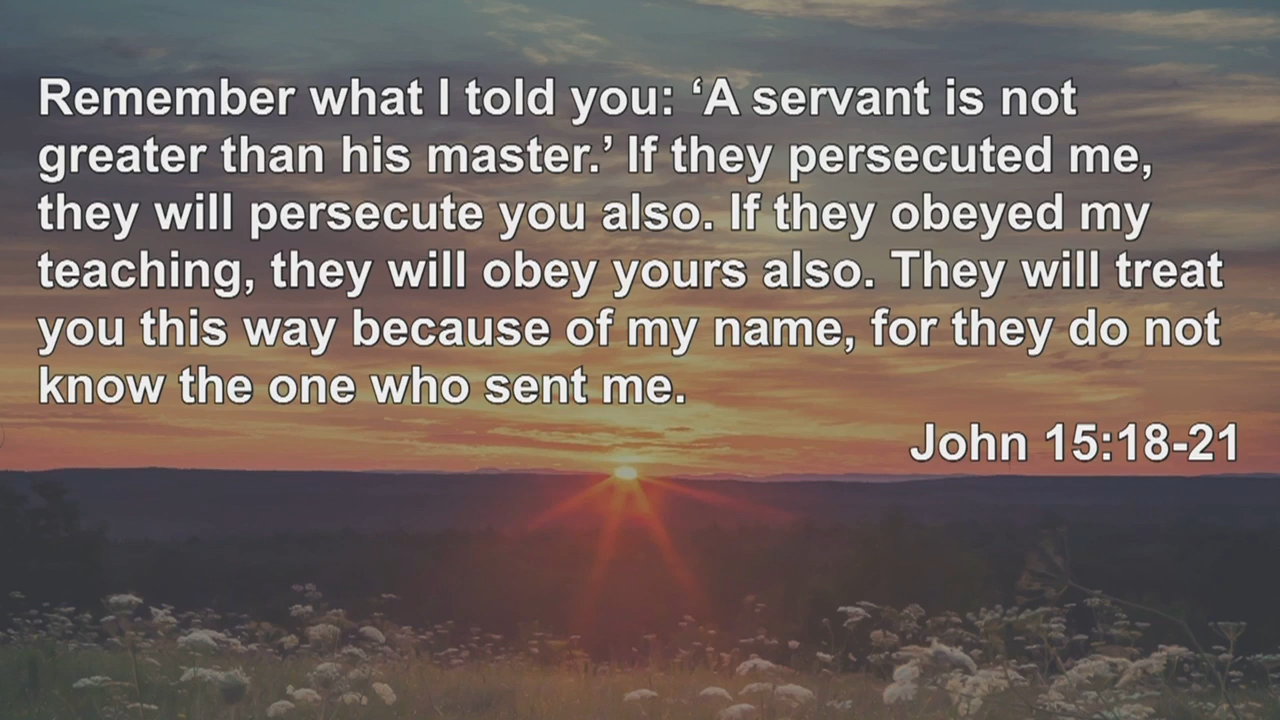 Remember what I told you: ‘A servant is not
greater than his master.’ If they persecuted me,
they will persecute you also. If they obeyed my
teaching, they will obey yours also. They will treat
you this way because of my name, for they do not
know the one who sent me.
John 15:18-21